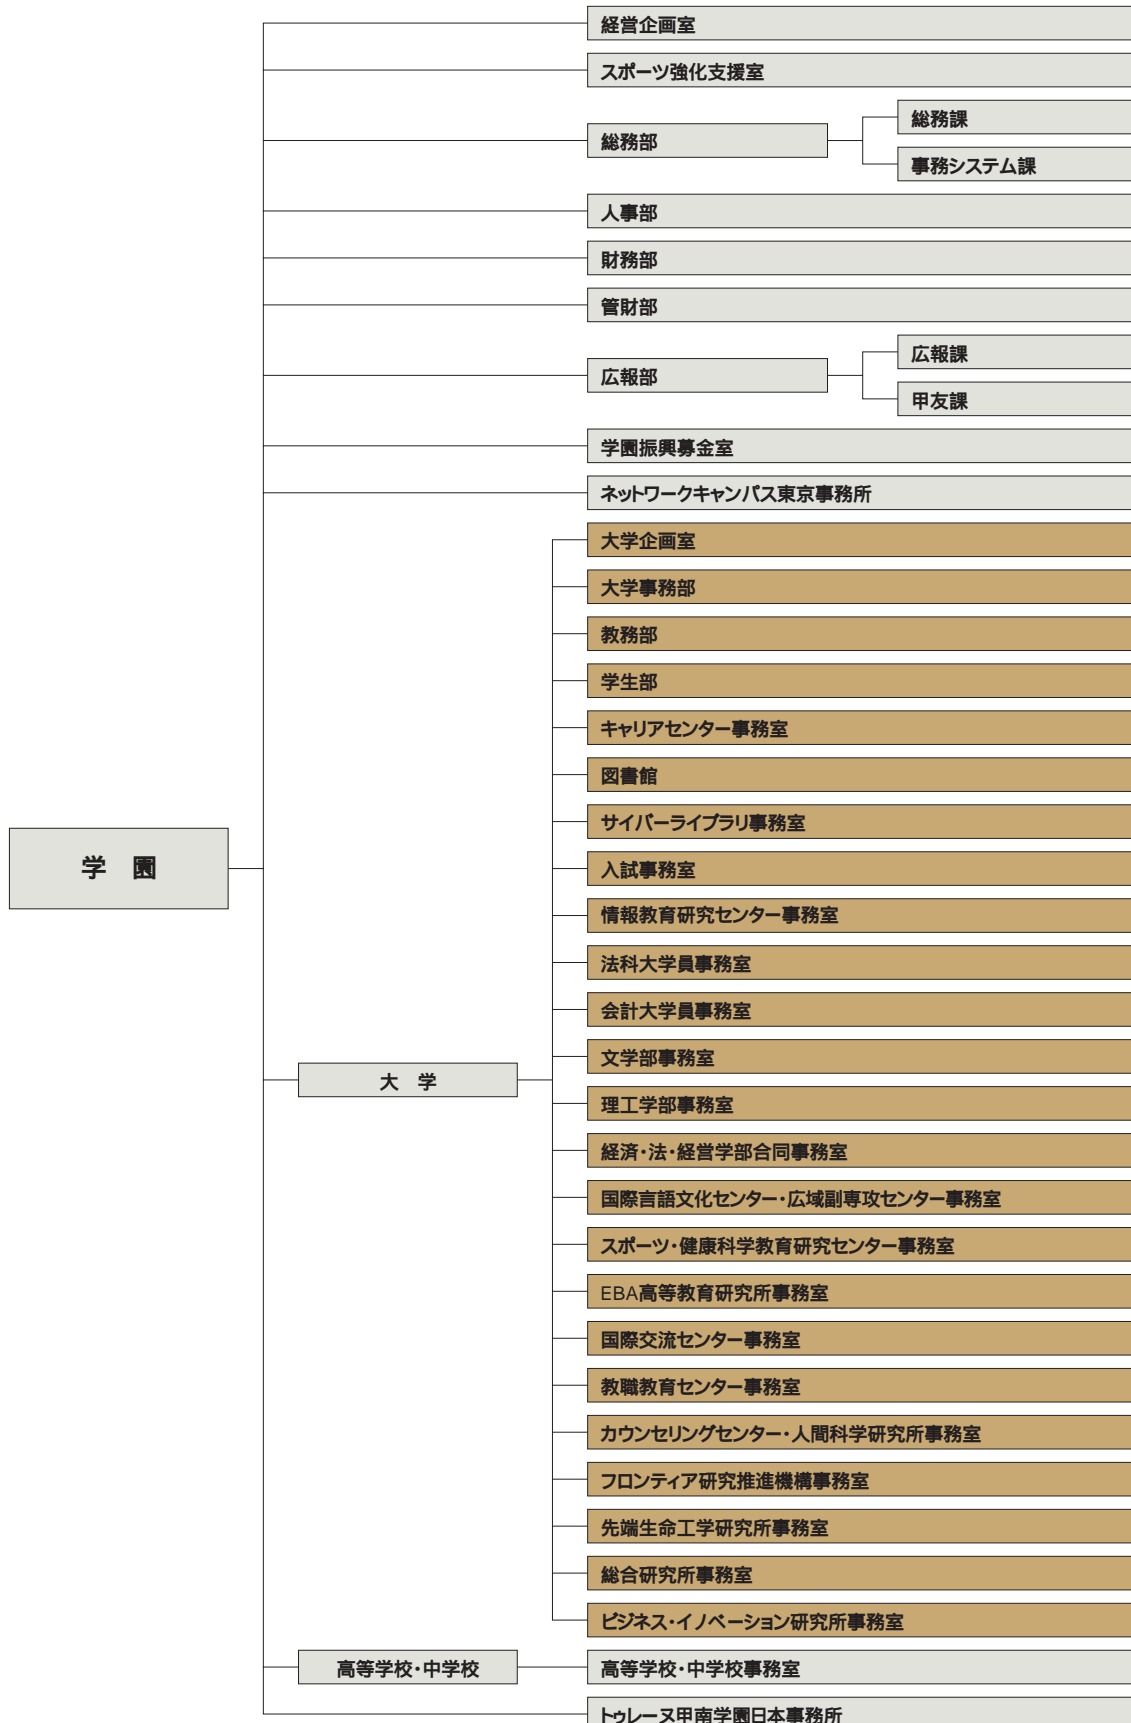 経営企画室
スポーツ強化支援室
総務部
総務課
事務システム課
人事部
財務部
管財部
広報部
広報課
甲友課
学園振興募金室
ネットワークキャンパス東京事務所
学　園
大　学
大学企画室
大学事務部
教務部
学生部
キャリアセンター事務室
図書館
サイバーライブラリ事務室
入試事務室
情報教育研究センター事務室
法科大学員事務室
会計大学員事務室
文学部事務室
理工学部事務室
経済・法・経営学部合同事務室
国際言語文化センター・広域副専攻センター事務室
スポーツ・健康科学教育研究センター事務室
EBA高等教育研究所事務室
国際交流センター事務室
教職教育センター事務室
カウンセリングセンター・人間科学研究所事務室
フロンティア研究推進機構事務室
先端生命工学研究所事務室
総合研究所事務室
ビジネス・イノベーション研究所事務室
高等学校・中学校
高等学校・中学校事務室
トゥレーヌ甲南学園日本事務所